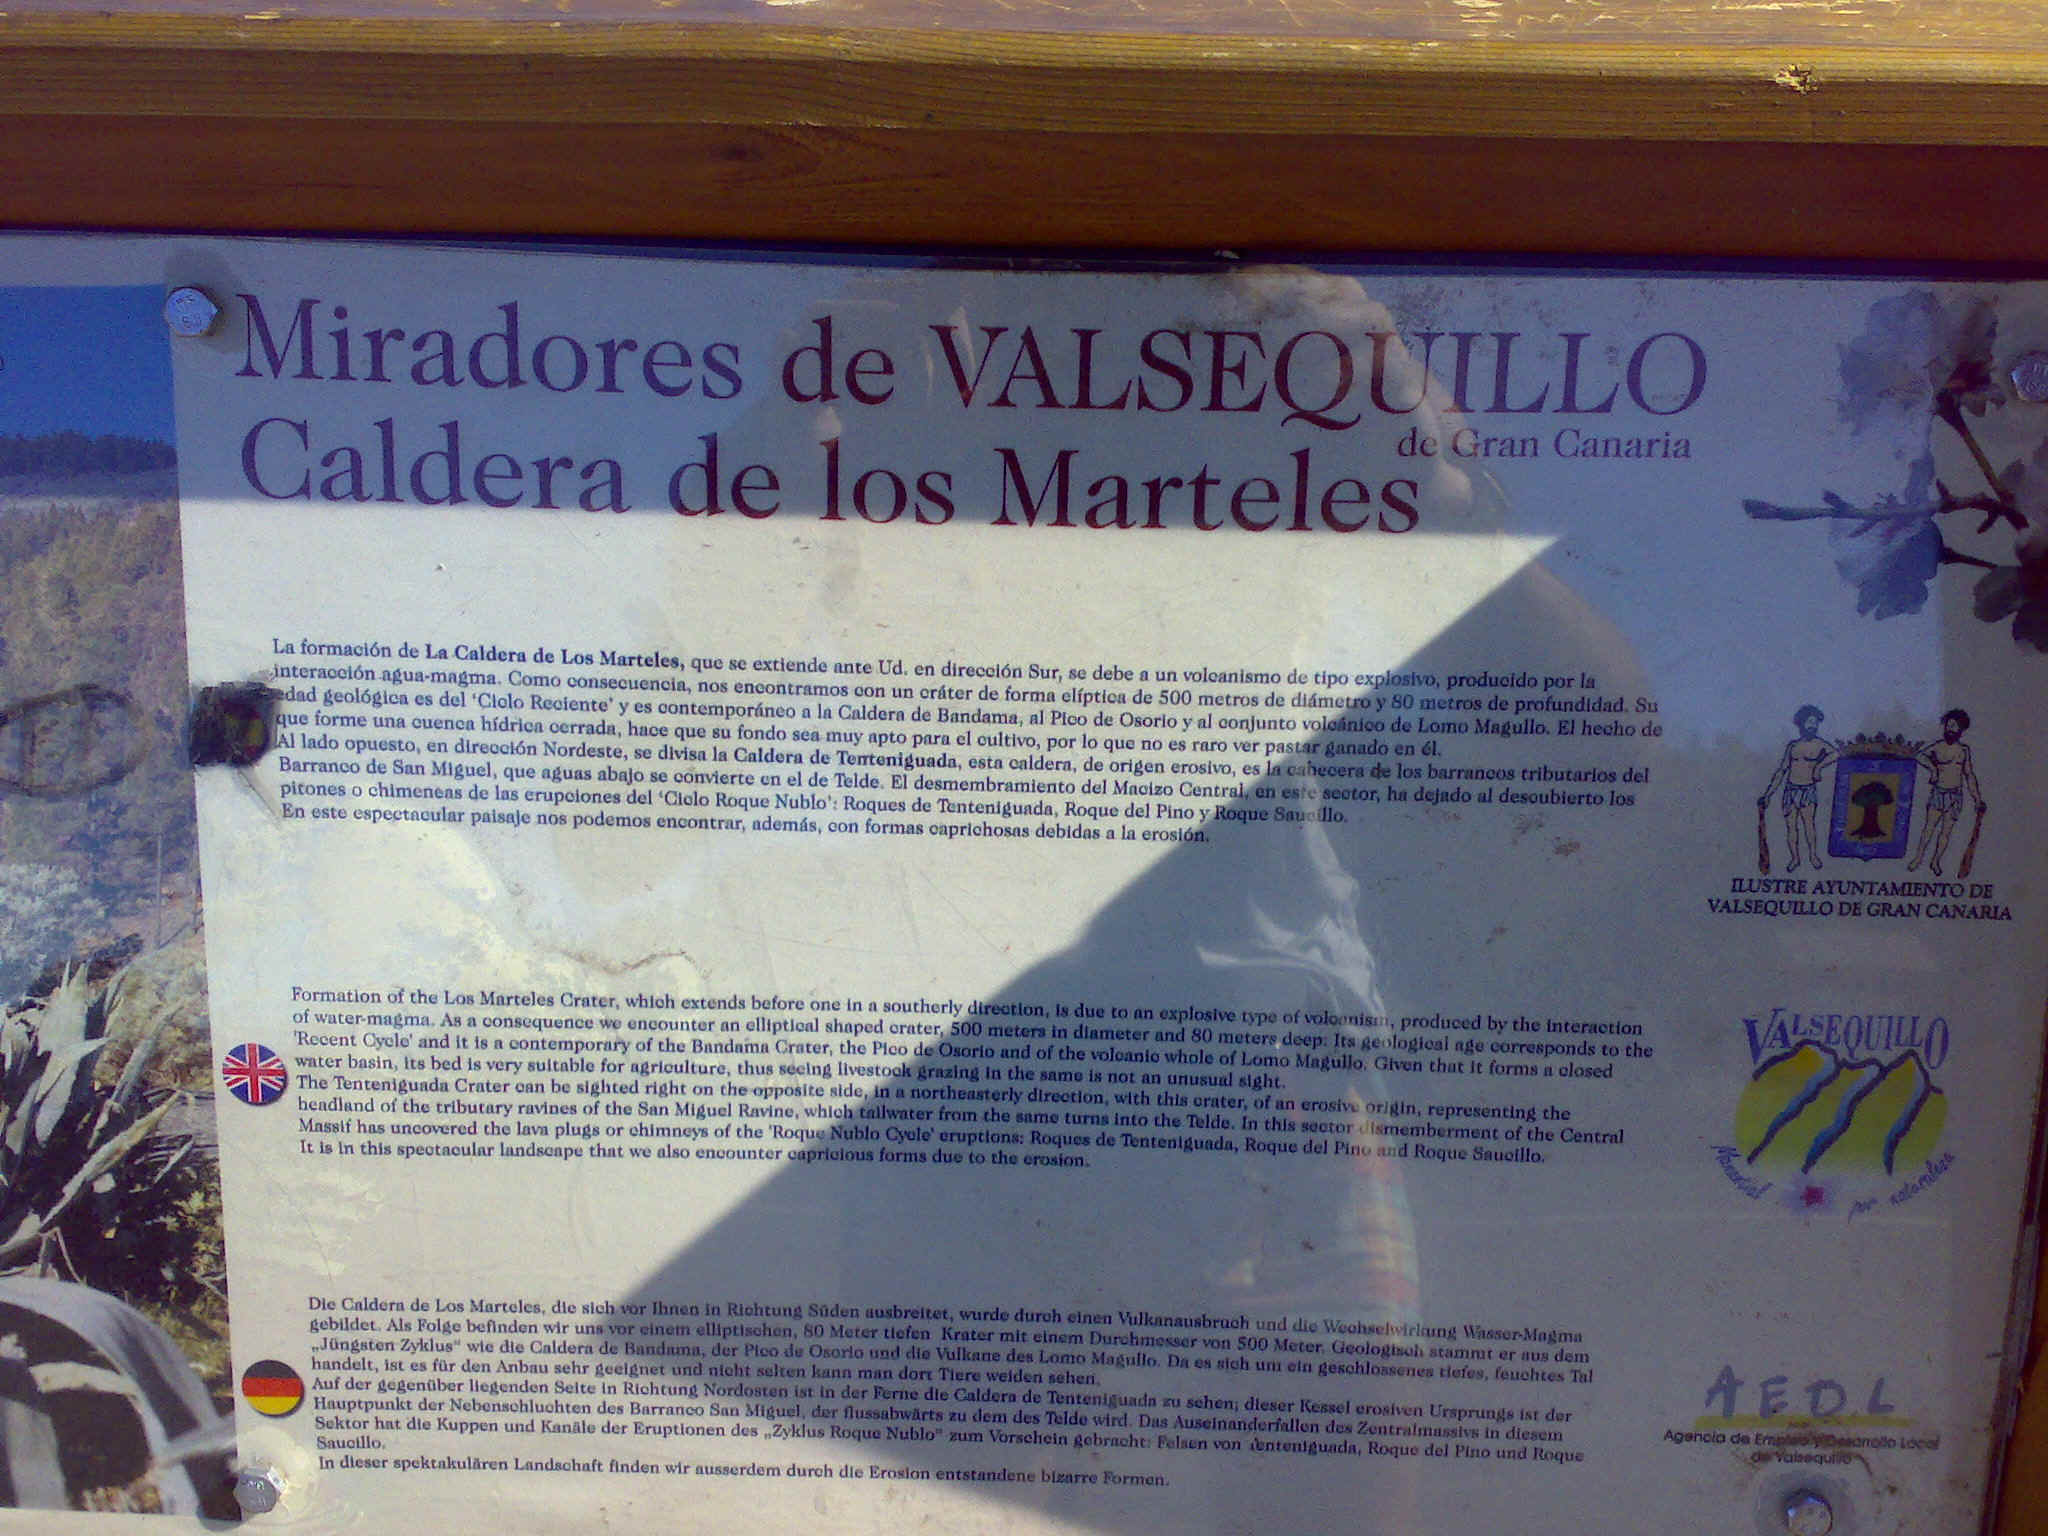 Miradores de VALSEQUILLO
de Gran Canaria
Caldera de los Marteles
La formación de La Caldera de Los Marteles, que se extiende ante Ud. en dirección Sur, se debe a un volcanismo de tipo explosivo, producido por la
interacción agua-magma. Como consecuencia, nos encontramos con un cráter de forma elíptica de 500 metros de diámetro y 80 metros de profundidad. Su
edad geológica es del 'Ciclo Reciente' y es contemporáneo a la Caldera de Bandama, al Pico de Osorio y al conjunto volcánico de Lomo Magullo. El hecho de
que forme una cuenca hídrica cerrada, hace que su fondo sea muy apto para el cultivo, por lo que no es raro ver pastar ganado en él.
Al lado opuesto, en dirección Nordeste, se divisa la Caldera de Tenteniguada, esta caldera, de origen erosivo, es la cabecera de los barrancos tributarios del
Barranco de San Miguel, que aguas abajo se convierte en el de Telde. El desmembramiento del Macizo Central, en este sector, ha dejado al descubierto los
pitones o chimeneas de las erupciones del 'Ciclo Roque Nublo': Roques de Tenteniguada, Roque del Pino y Roque Saucillo.
En este espectacular paisaje nos podemos encontrar, además, con formas caprichosas debidas a la erosión.
Formation of the Los Marteles Crater, which extends before one in a southerly direction, is due to an explosive type of volcanism, produced by the interaction
of water-magma. As a consequence we encounter an elliptical shaped crater, 500 meters in diameter and 80 meters deep. Its geological age corresponds to the
'Recent Cycle' and it is a contemporary of the Bandama Crater, the Pico de Osorio and of the volcanic whole of Lomo Magullo. Given that it forms a closed
water basin, its bed is very suitable for agriculture, thus seeing livestock grazing in the same is not an unusual sight.
The Tenteniguada Crater can be sighted right on the opposite side, in a northeasterly direction, with this crater, of an erosive origin, representing the
headland of the tributary ravines of the San Miguel Ravine, which tailwater from the same turns into the Telde. In this sector dismemberment of the Central
Massif has uncovered the lava plugs or chimneys of the 'Roque Nublo Cycle' eruptions: Roques de Tenteniguada, Roque del Pino and Roque Saucillo.
It is in this spectacular landscape that we also encounter capricious forms due to the erosion.
Die Caldera de Los Marteles, die sich vor Ihnen in Richtung Süden ausbreitet, wurde durch einen Vulkanausbruch und die Wechselwirkung Wasser-Magma
gebildet. Als Folge befinden wir uns vor einem elliptischen, 80 Meter tiefen Krater mit einem Durchmesser von 500 Meter. Geologisch stammt er aus dem
„Jüngsten Zyklus" wie die Caldera de Bandama, der Pico de Osorio und die Vulkane des Lomo Magullo. Da es sich um ein geschlossenes tiefes, feuchtes Tal
handelt, ist es für den Anbau sehr geeignet und nicht selten kann man dort Tiere weiden sehen.
Auf der gegenüber liegenden Seite in Richtung Nordosten ist in der Ferne die Caldera de Tenteniguada zu sehen; dieser Kessel erosiven Ursprungs ist der
Hauptpunkt der Nebenschluchten des Barranco San Miguel, der flussabwärts zu dem des Telde wird. Das Auseinanderfallen des Zentralmassivs in diesem
Sektor hat die Kuppen und Kanäle der Eruptionen des „Zyklus Roque Nublo" zum Vorschein gebracht: Felsen von Tenteniguada, Roque del Pino und Roque
Saucillo.
In dieser spektakulären Landschaft finden wir ausserdem durch die Erosion entstandene bizarre Formen.
ILUSTRE AYUNTAMIENTO DE
VALSEQUILLO DE GRAN CANARIA
VALSEQUILLO
Manantial por naturaleza
AEDL
Agencia de Empleo y Desarrollo Local
de Valsequillo